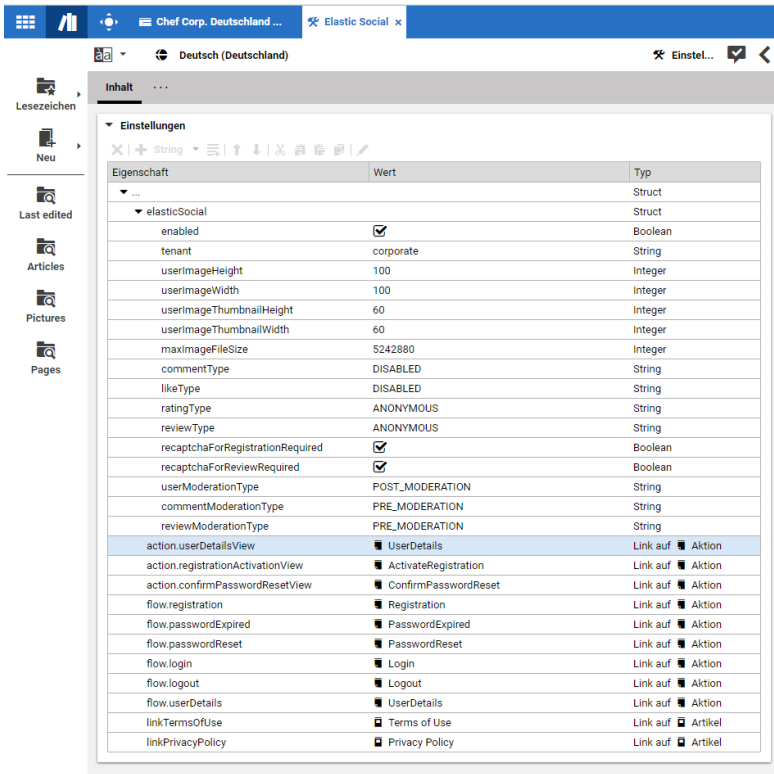 Chef Corp. Deutschland ... Elastic Social ×
āa Deutsch (Deutschland) Einstel...
Inhalt ...
Lesezeichen
Neu
Last edited
Articles
Pictures
Pages
Einstellungen
String
Eigenschaft Wert Typ
... Struct
elasticSocial Struct
enabled Boolean
tenant corporate String
userImageHeight 100 Integer
userImageWidth 100 Integer
userImageThumbnailHeight 60 Integer
userImageThumbnailWidth 60 Integer
maxImageFileSize 5242880 Integer
commentType DISABLED String
likeType DISABLED String
ratingType ANONYMOUS String
reviewType ANONYMOUS String
recaptchaForRegistrationRequired Boolean
recaptchaForReviewRequired Boolean
userModerationType POST_MODERATION String
commentModerationType PRE_MODERATION String
reviewModerationType PRE_MODERATION String
action.userDetailsView UserDetails Link auf Aktion
action.registrationActivationView ActivateRegistration Link auf Aktion
action.confirmPasswordResetView ConfirmPasswordReset Link auf Aktion
flow.registration Registration Link auf Aktion
flow.passwordExpired PasswordExpired Link auf Aktion
flow.passwordReset PasswordReset Link auf Aktion
flow.login Login Link auf Aktion
flow.logout Logout Link auf Aktion
flow.userDetails UserDetails Link auf Aktion
linkTermsOfUse Terms of Use Link auf Artikel
linkPrivacyPolicy Privacy Policy Link auf Artikel